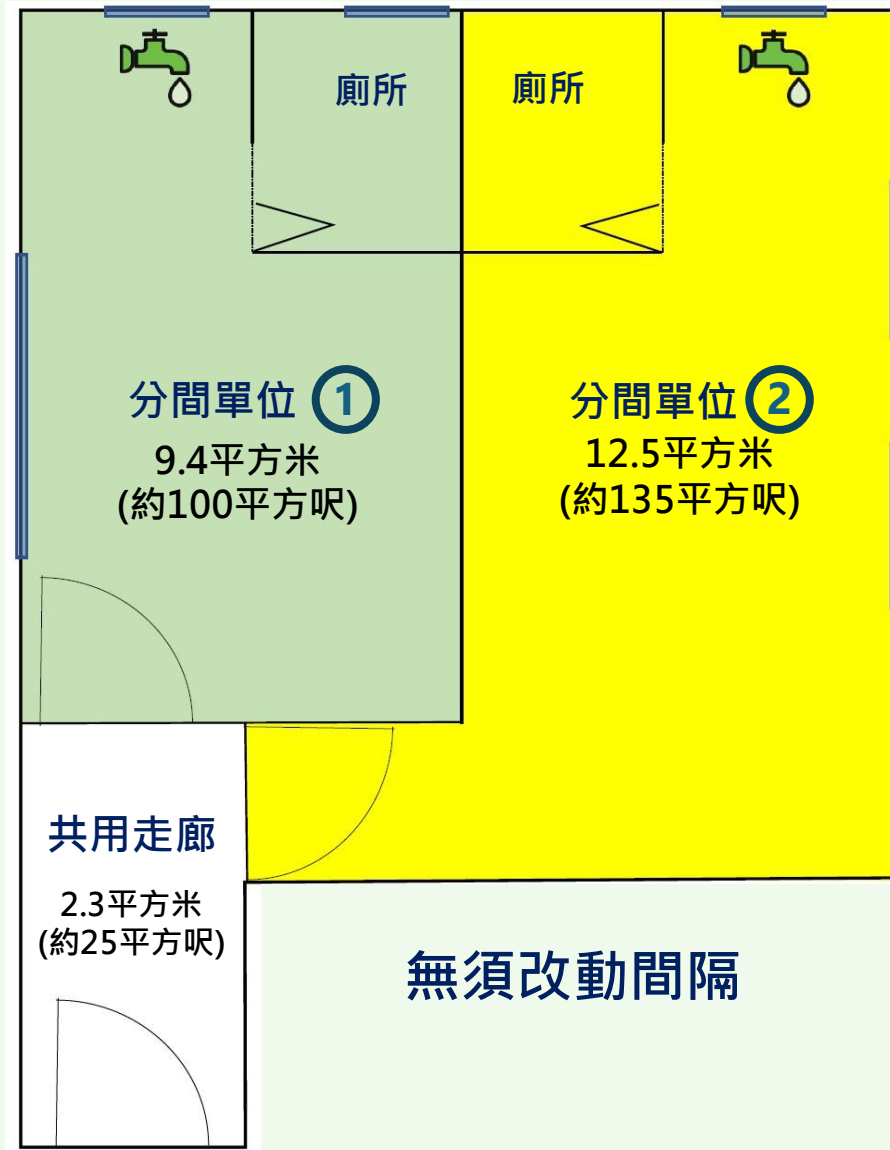 廁所
廁所
分間單位 1
9.4平方米
(約100平方呎)
分間單位 2
12.5平方米
(約135平方呎)
共用走廊
2.3平方米
(約25平方呎)
無須改動間隔